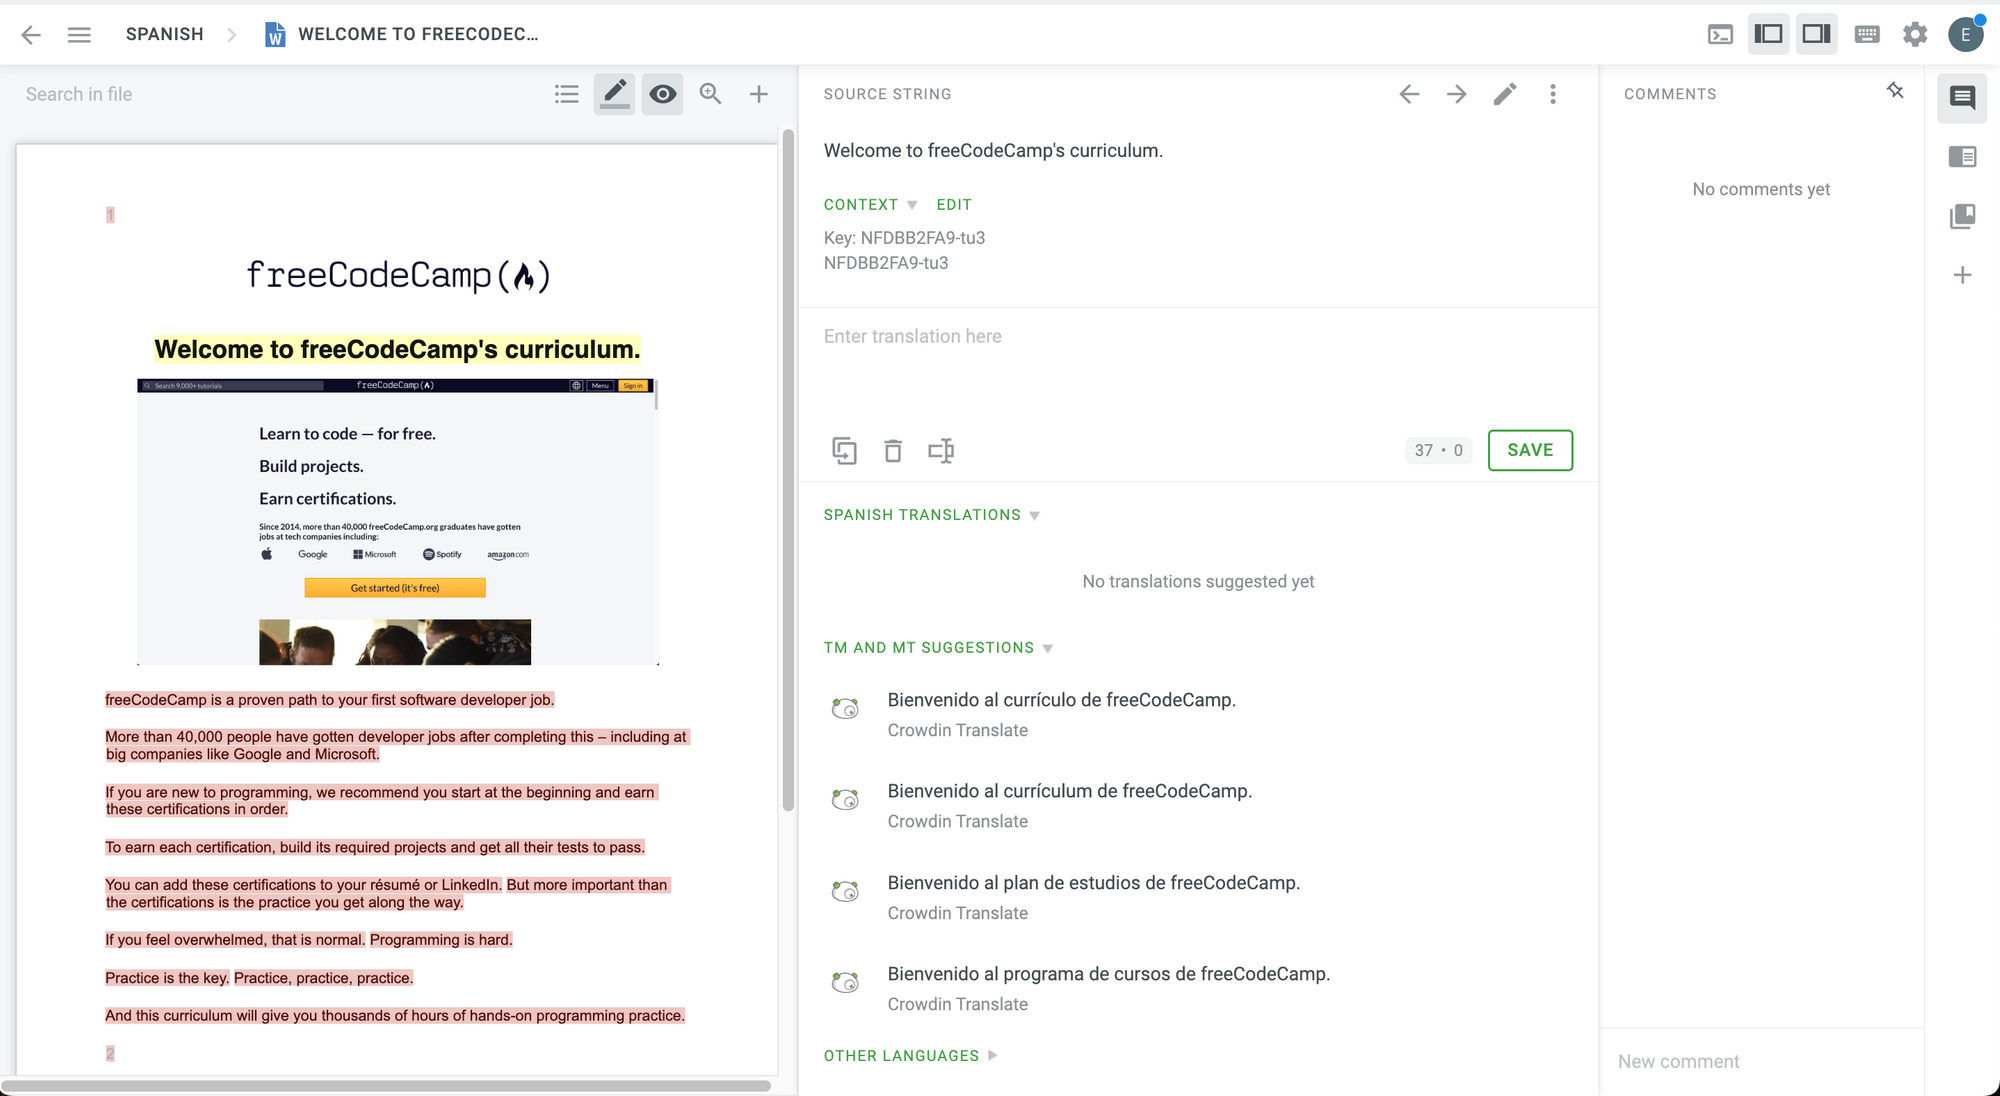 SPANISH
WELCOME TO FREECODEC...
E
Search in file
1
freeCodeCamp
Welcome to freeCodeCamp's curriculum.
Search 9,000+ tutorials
freeCodeCamp
Menu
Sign in
Learn to code — for free.
Build projects.
Earn certifications.
Since 2014, more than 40,000 freeCodeCamp.org graduates have gotten
jobs at tech companies including:
Google
Microsoft
Spotify
amazon.com
Get started (it's free)
freeCodeCamp is a proven path to your first software developer job.
More than 40,000 people have gotten developer jobs after completing this – including at
big companies like Google and Microsoft.
If you are new to programming, we recommend you start at the beginning and earn
these certifications in order.
To earn each certification, build its required projects and get all their tests to pass.
You can add these certifications to your résumé or LinkedIn. But more important than
the certifications is the practice you get along the way.
If you feel overwhelmed, that is normal. Programming is hard.
Practice is the key. Practice, practice, practice.
And this curriculum will give you thousands of hours of hands-on programming practice.
2
SOURCE STRING
Welcome to freeCodeCamp's curriculum.
CONTEXT EDIT
Key: NFDBB2FA9-tu3
NFDBB2FA9-tu3
Enter translation here
37 • 0
SAVE
SPANISH TRANSLATIONS
No translations suggested yet
TM AND MT SUGGESTIONS
Bienvenido al currículo de freeCodeCamp.
Crowdin Translate
Bienvenido al currículum de freeCodeCamp.
Crowdin Translate
Bienvenido al plan de estudios de freeCodeCamp.
Crowdin Translate
Bienvenido al programa de cursos de freeCodeCamp.
Crowdin Translate
OTHER LANGUAGES
COMMENTS
No comments yet
New comment